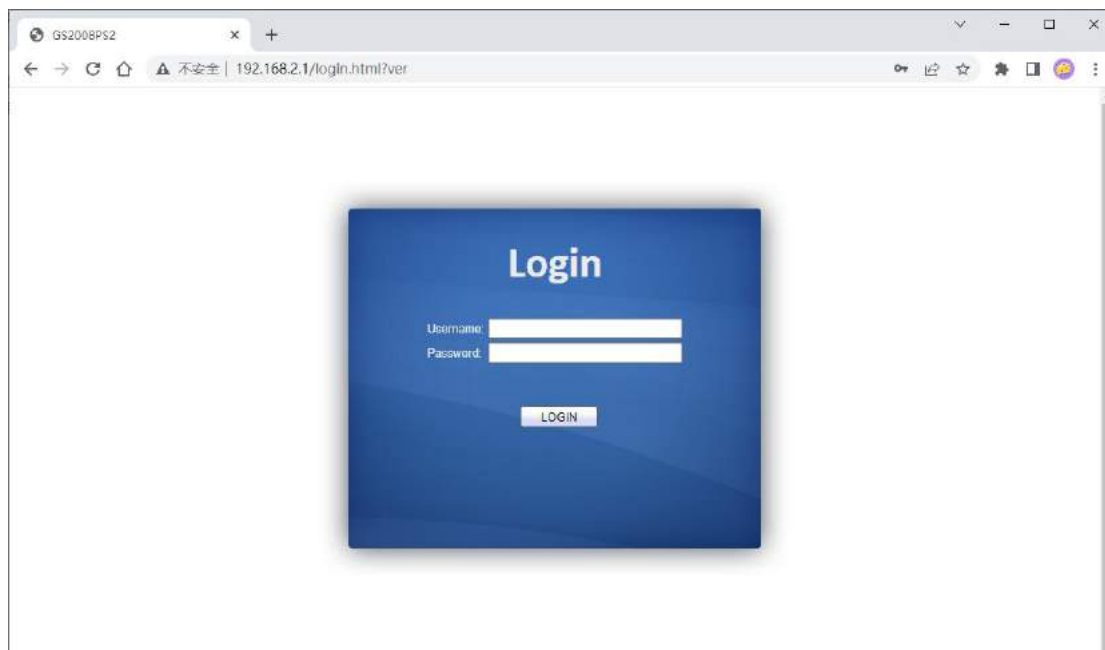 GS2008PS2
不安全 | 192.168.2.1/login.html?ver
Login
Username:
Password:
LOGIN